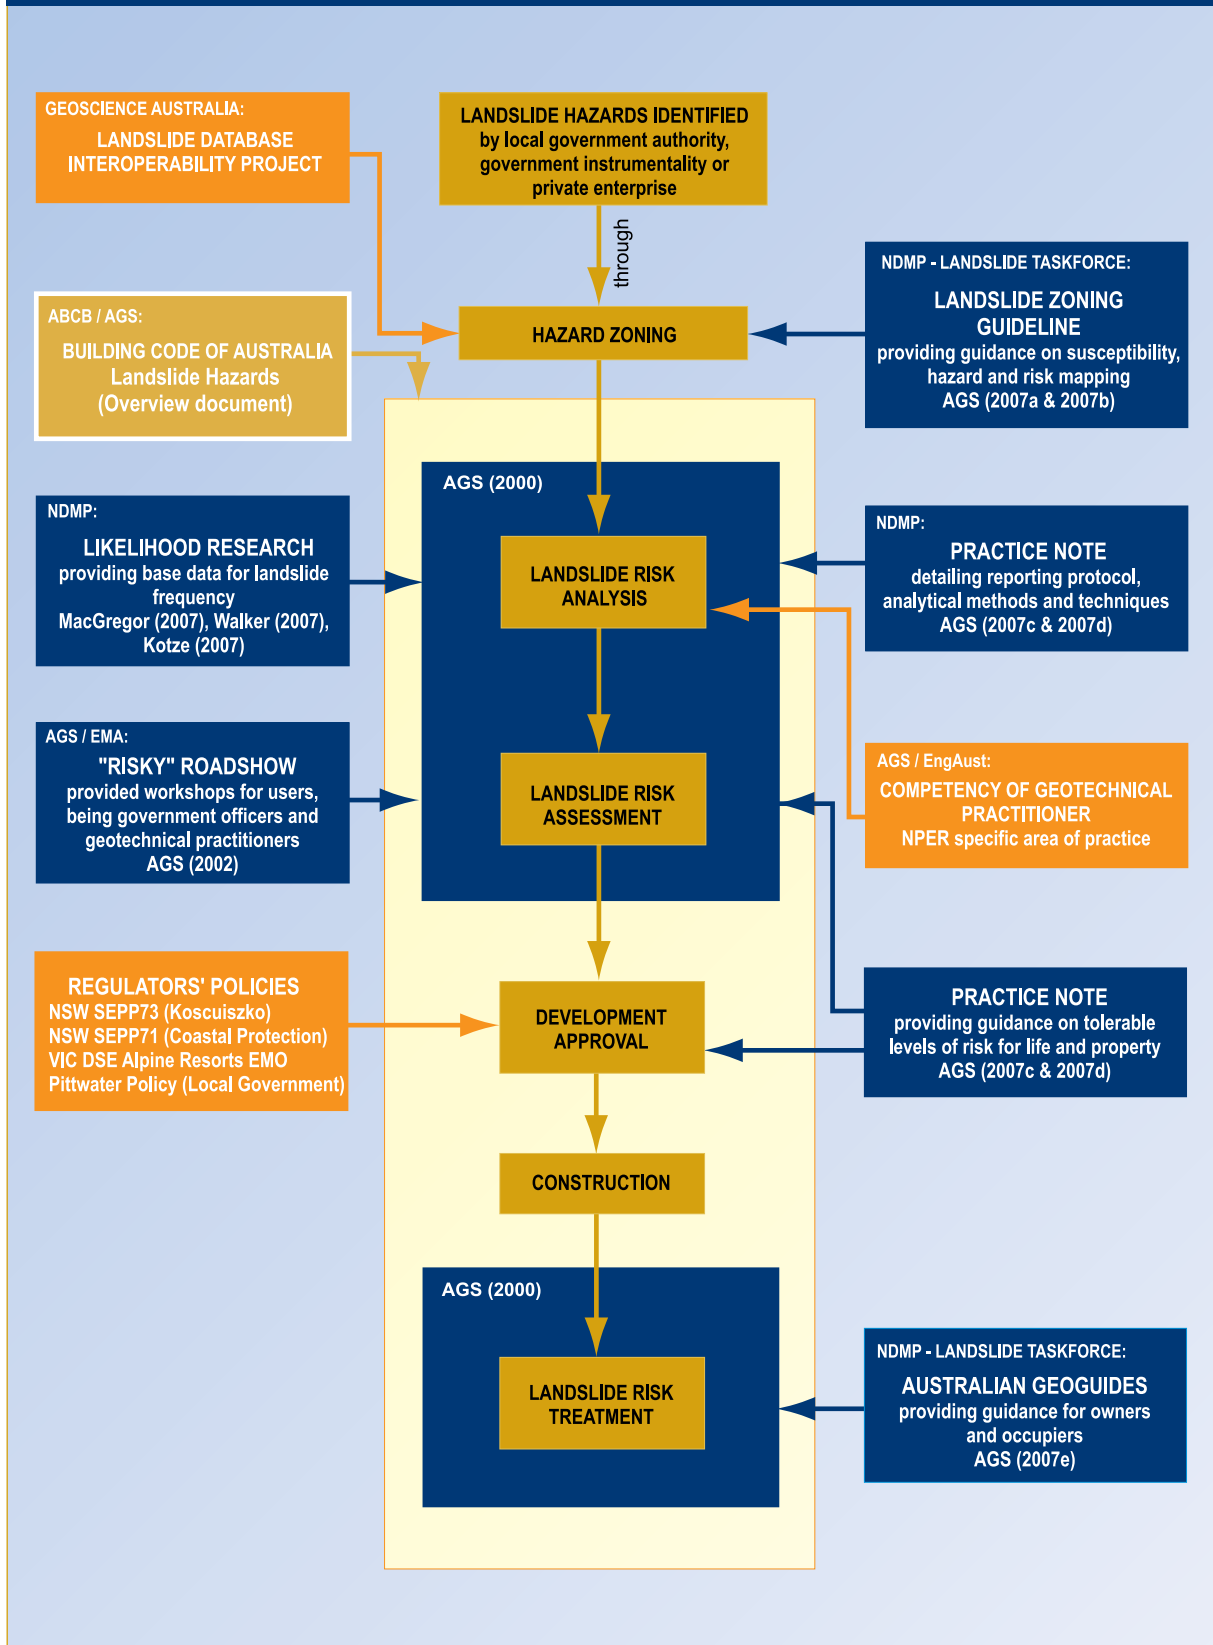 GEOSCIENCE AUSTRALIA:
LANDSLIDE DATABASE
INTEROPERABILITY PROJECT
LANDSLIDE HAZARDS IDENTIFIED
by local government authority,
government instrumentality or
private enterprise
through
HAZARD ZONING
NDMP - LANDSLIDE TASKFORCE:
LANDSLIDE ZONING
GUIDELINE
providing guidance on susceptibility,
hazard and risk mapping
AGS (2007a & 2007b)
ABCB / AGS:
BUILDING CODE OF AUSTRALIA
Landslide Hazards
(Overview document)
AGS (2000)
LANDSLIDE RISK
ANALYSIS
NDMP:
LIKELIHOOD RESEARCH
providing base data for landslide
frequency
MacGregor (2007), Walker (2007),
Kotze (2007)
NDMP:
PRACTICE NOTE
detailing reporting protocol,
analytical methods and techniques
AGS (2007c & 2007d)
AGS / EMA:
"RISKY" ROADSHOW
provided workshops for users,
being government officers and
geotechnical practitioners
AGS (2002)
LANDSLIDE RISK
ASSESSMENT
AGS / EngAust:
COMPETENCY OF GEOTECHNICAL
PRACTITIONER
NPER specific area of practice
REGULATORS' POLICIES
NSW SEPP73 (Koscuiszko)
NSW SEPP71 (Coastal Protection)
VIC DSE Alpine Resorts EMO
Pittwater Policy (Local Government)
DEVELOPMENT
APPROVAL
PRACTICE NOTE
providing guidance on tolerable
levels of risk for life and property
AGS (2007c & 2007d)
CONSTRUCTION
AGS (2000)
LANDSLIDE RISK
TREATMENT
NDMP - LANDSLIDE TASKFORCE:
AUSTRALIAN GEOGUIDES
providing guidance for owners
and occupiers
AGS (2007e)